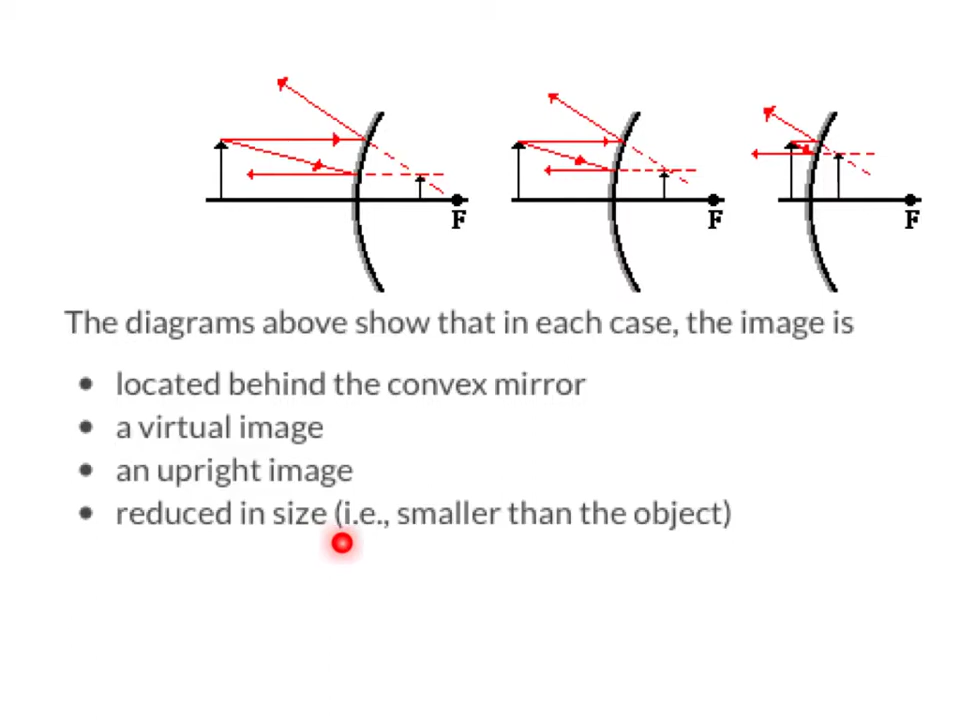 F F F
The diagrams above show that in each case, the image is
• located behind the convex mirror
• a virtual image
• an upright image
• reduced in size (i.e., smaller than the object)